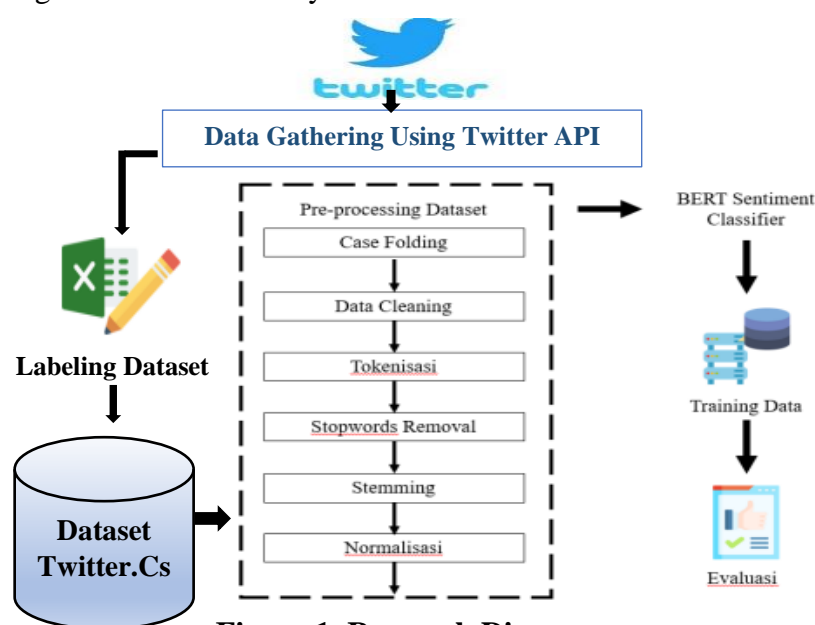 twitter
Data Gathering Using Twitter API
Labeling Dataset
Dataset
Twitter.Cs
Pre-processing Dataset
Case Folding
Data Cleaning
Tokenisasi
Stopwords Removal
Stemming
Normalisasi
BERT Sentiment
Classifier
Training Data
Evaluasi